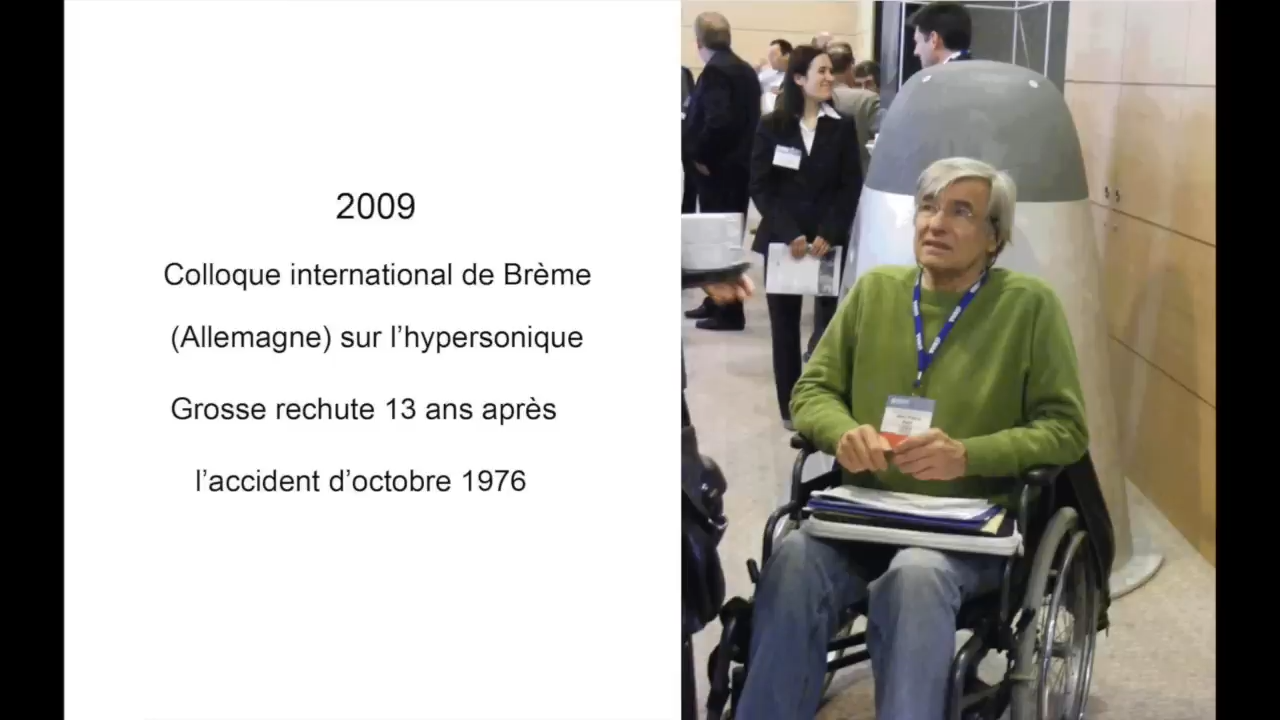 2009
Colloque international de Brème
(Allemagne) sur l’hypersonique
Grosse rechute 13 ans après
l’accident d’octobre 1976